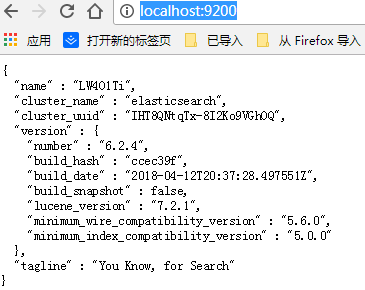 localhost:9200
应用 打开新的标签页 已导入 从 Firefox 导入
{
  "name" : "LW4O1Ti",
  "cluster_name" : "elasticsearch",
  "cluster_uuid" : "IHT8QNtqTx-8I2Ko9VGhOQ",
  "version" : {
    "number" : "6.2.4",
    "build_hash" : "ccec39f",
    "build_date" : "2018-04-12T20:37:28.497551Z",
    "build_snapshot" : false,
    "lucene_version" : "7.2.1",
    "minimum_wire_compatibility_version" : "5.6.0",
    "minimum_index_compatibility_version" : "5.0.0"
  },
  "tagline" : "You Know, for Search"
}